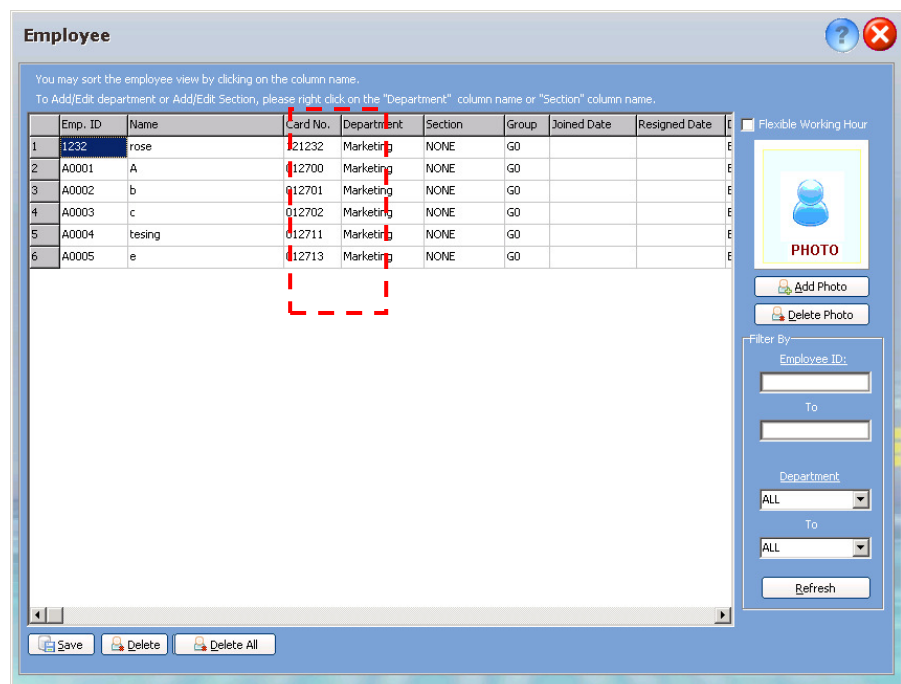 Employee
You may sort the employee view by clicking on the column name.
To Add/Edit department or Add/Edit Section, please right click on the "Department" column name or "Section" column name.
Emp. ID Name Card No. Department Section Group Joined Date Resigned Date
1 1232 rose 121232 Marketing NONE G0
2 A0001 A 012700 Marketing NONE G0
3 A0002 b 012701 Marketing NONE G0
4 A0003 c 012702 Marketing NONE G0
5 A0004 tesing 012711 Marketing NONE G0
6 A0005 e 012713 Marketing NONE G0
Flexible Working Hour
PHOTO
Add Photo
Delete Photo
Filter By
Employee ID:
To
Department
ALL
To
ALL
Refresh
Save Delete Delete All